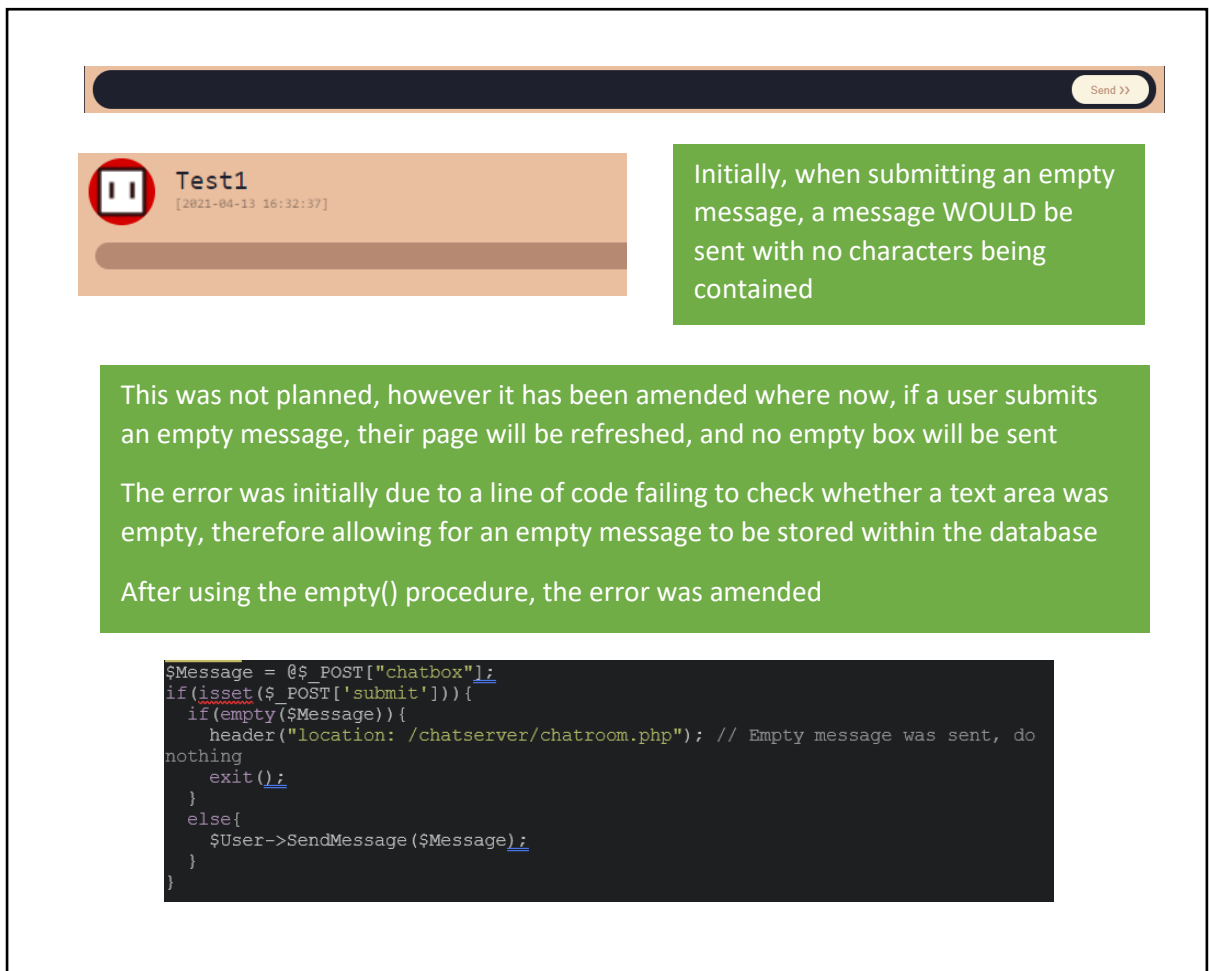 Send >>
Test1
[2021-04-13 16:32:37]
Initially, when submitting an empty
message, a message WOULD be
sent with no characters being
contained
This was not planned, however it has been amended where now, if a user submits
an empty message, their page will be refreshed, and no empty box will be sent
The error was initially due to a line of code failing to check whether a text area was
empty, therefore allowing for an empty message to be stored within the database
After using the empty() procedure, the error was amended
$Message = @$_POST["chatbox"];
if(isset($_POST['submit'])){
  if(empty($Message)){
    header("location: /chatserver/chatroom.php"); // Empty message was sent, do
nothing
    exit();
  }
  else{
    $User->SendMessage($Message);
  }
}